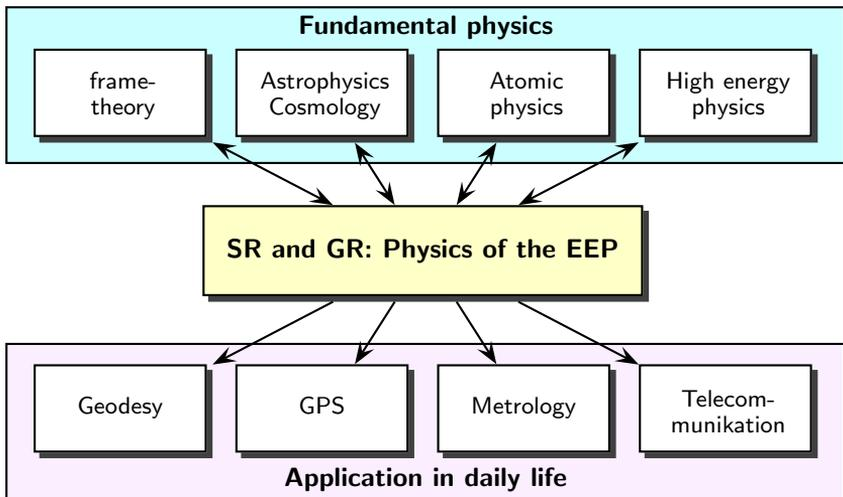 Fundamental physics
frame-
theory
Astrophysics
Cosmology
Atomic
physics
High energy
physics
SR and GR: Physics of the EEP
Geodesy
GPS
Metrology
Telecom-
munikation
Application in daily life